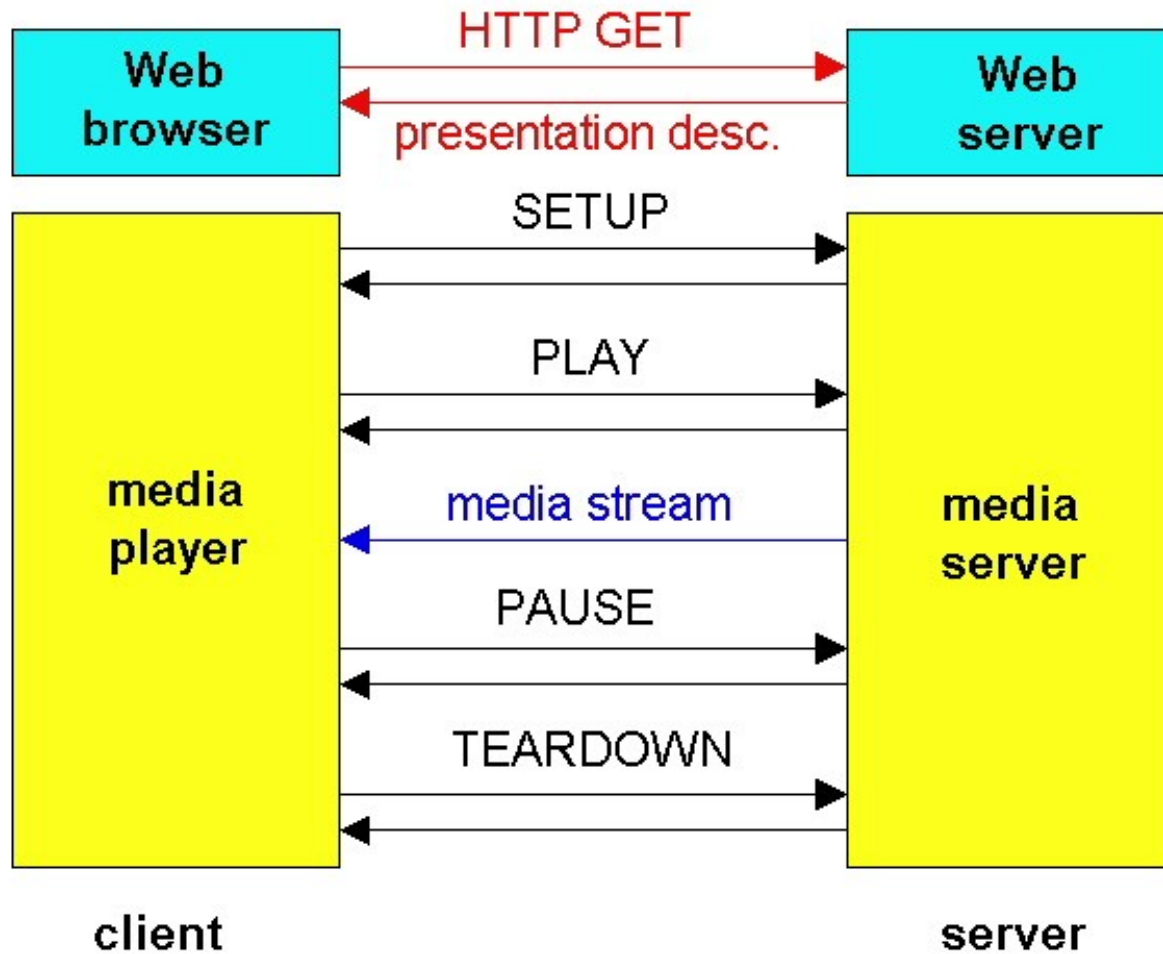 HTTP GET
Web
browser
Web
server
presentation desc.
SETUP
PLAY
media
player
media stream
media
server
PAUSE
TEARDOWN
client
server